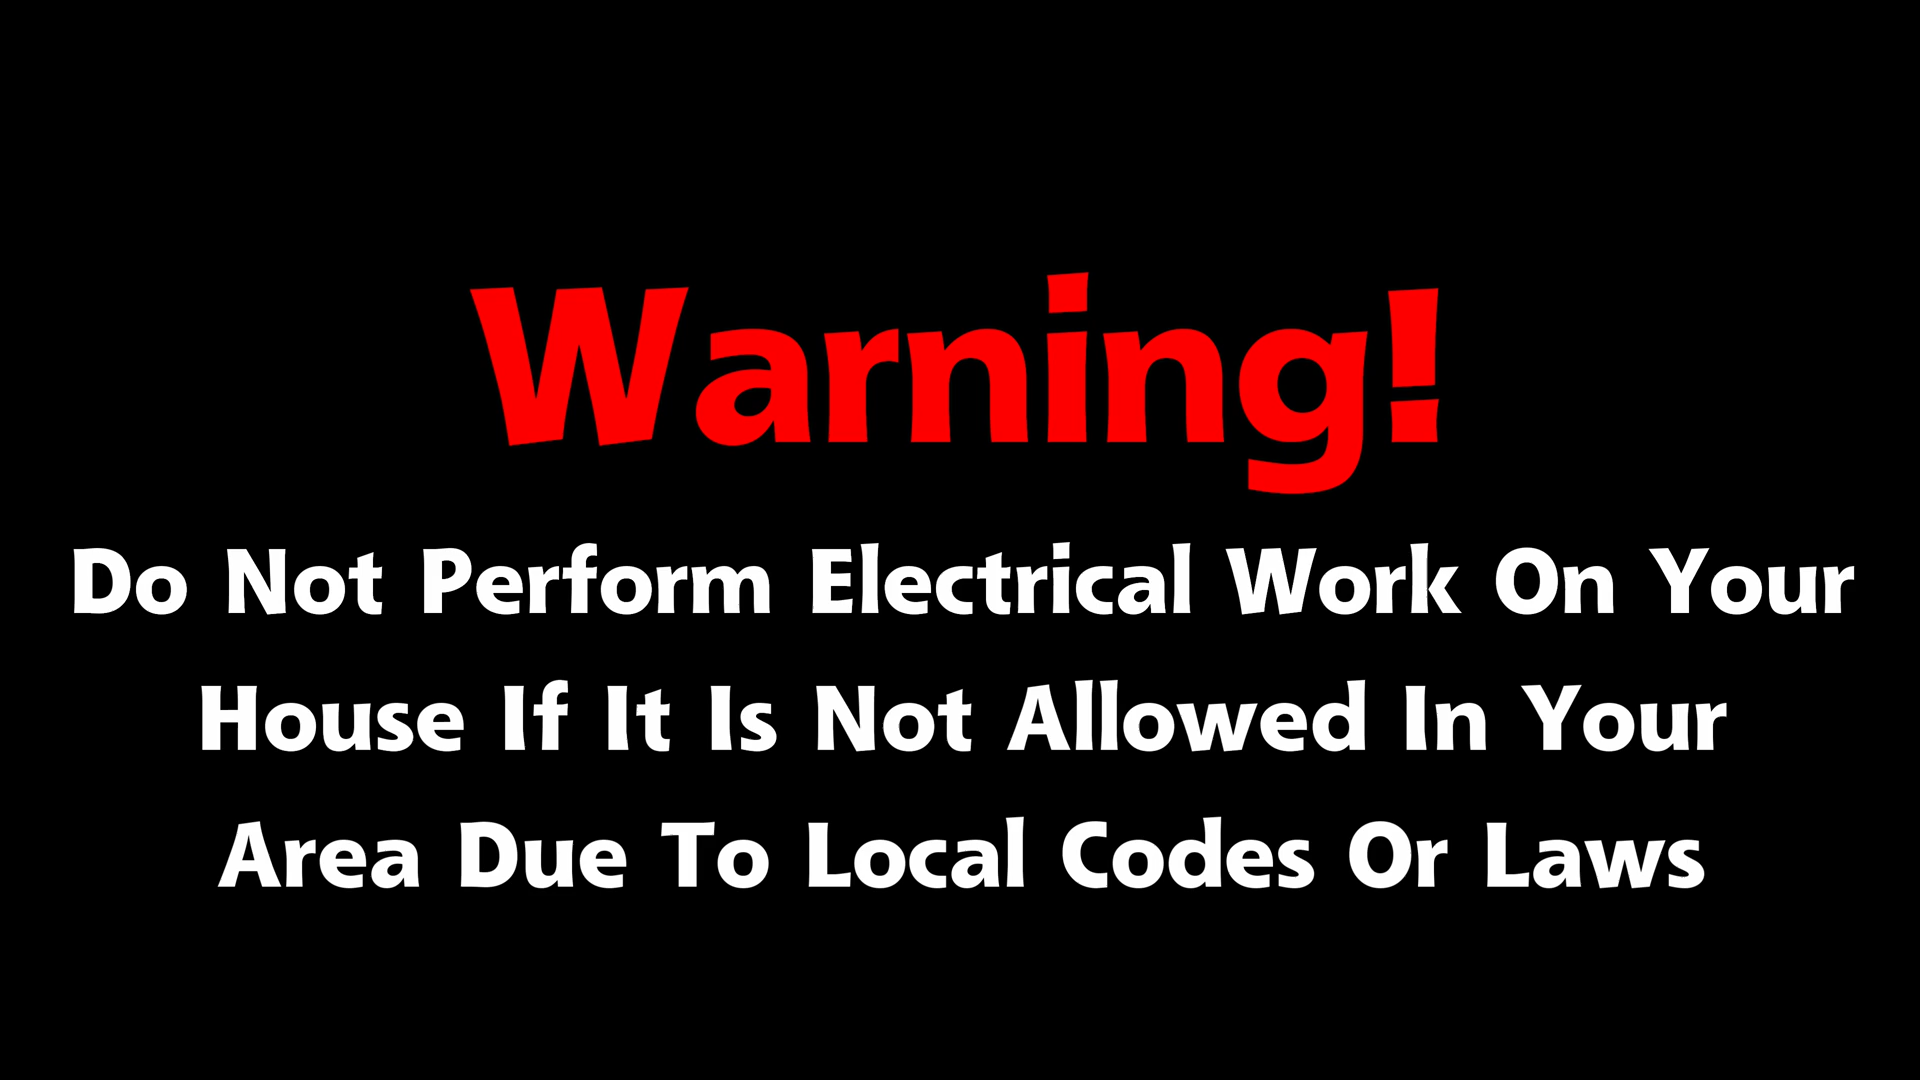 Warning!
Do Not Perform Electrical Work On Your
House If It Is Not Allowed In Your
Area Due To Local Codes Or Laws